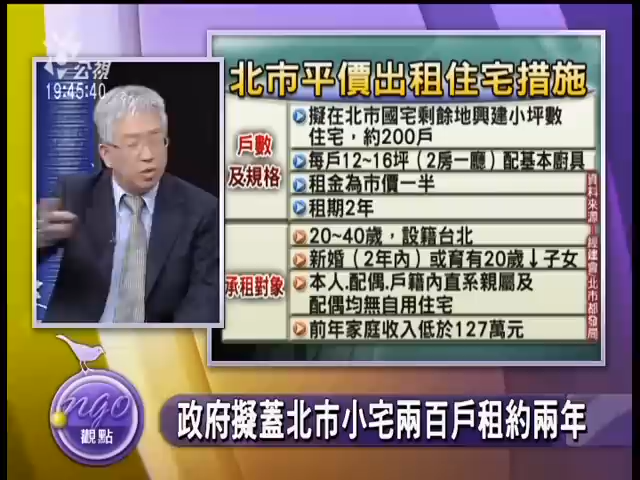 公視
19:45:40
北市平價出租住宅措施
戶數
及規格
擬在北市國宅剩餘地興建小坪數
住宅，約200戶
每戶12~16坪（2房一廳）配基本廚具
租金為市價一半
租期2年
承租對象
20~40歲，設籍台北
新婚（2年內）或育有20歲↓子女
本人.配偶.戶籍內直系親屬及
配偶均無自用住宅
前年家庭收入低於127萬元
資料來源：經建會、北市都發局
ngo
觀點
政府擬蓋北市小宅兩百戶租約兩年